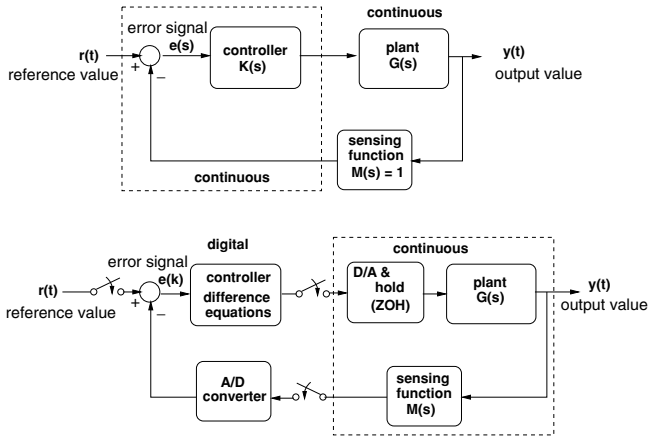 continuous
error signal
r(t)
e(s)
controller
K(s)
plant
G(s)
y(t)
reference value
+
−
output value
sensing
function
M(s) = 1
continuous
digital
continuous
error signal
e(k)
controller
difference
equations
D/A &
hold
(ZOH)
plant
G(s)
r(t)
y(t)
reference value
+
−
output value
A/D
converter
sensing
function
M(s)